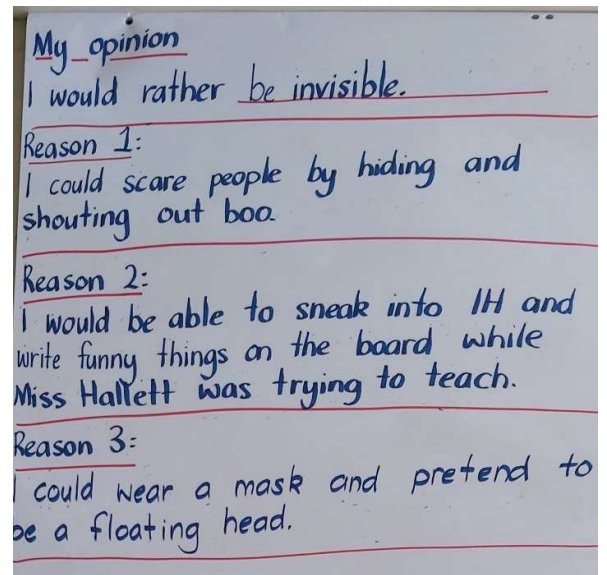 My opinion
I would rather be invisible.
Reason 1:
I could scare people by hiding and
shouting out boo.
Reason 2:
I would be able to sneak into 1H and
write funny things on the board while
Miss Hallett was trying to teach.
Reason 3:
I could wear a mask and pretend to
be a floating head.